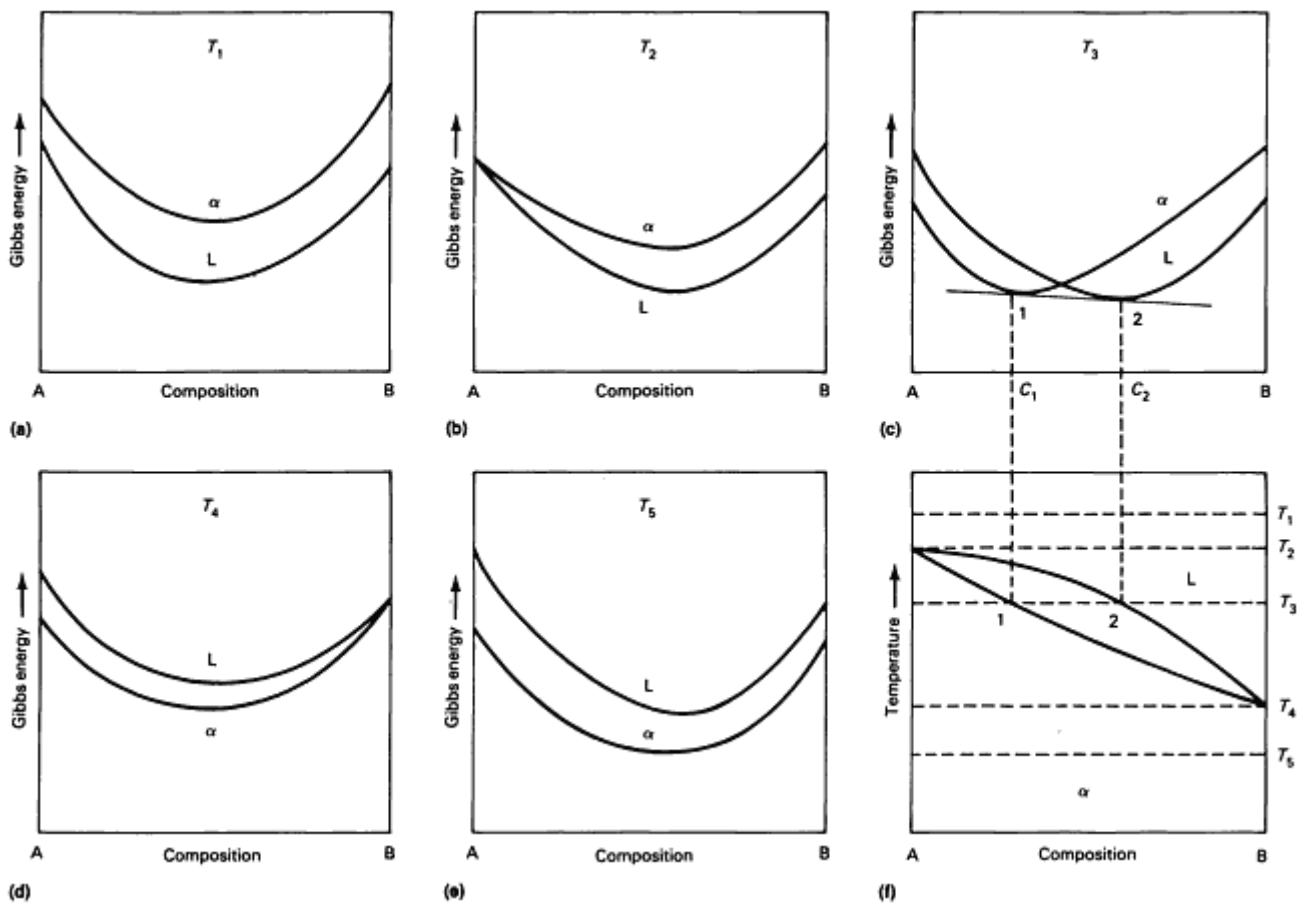 T1
Gibbs energy
α
L
A
Composition
B
(a)
T2
Gibbs energy
α
L
A
Composition
B
(b)
T3
Gibbs energy
α
L
1
2
A
C1
C2
B
(c)
T4
Gibbs energy
L
α
A
Composition
B
(d)
T5
Gibbs energy
L
α
A
Composition
B
(e)
Temperature
T1
T2
L
T3
1
2
T4
T5
α
A
Composition
B
(f)